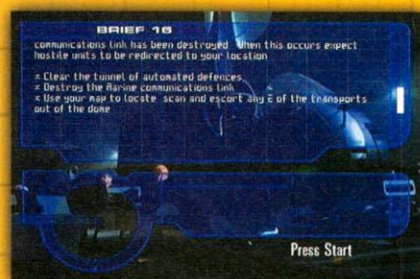 BRIEF 16
communications link has been destroyed When this occurs expect
hostile units to be redirected to your location
× Clear the tunnel of automated defences
× Destroy the Marine communications link
× Use your map to locate scan and escort any 2 of the transports
out of the dome
Press Start